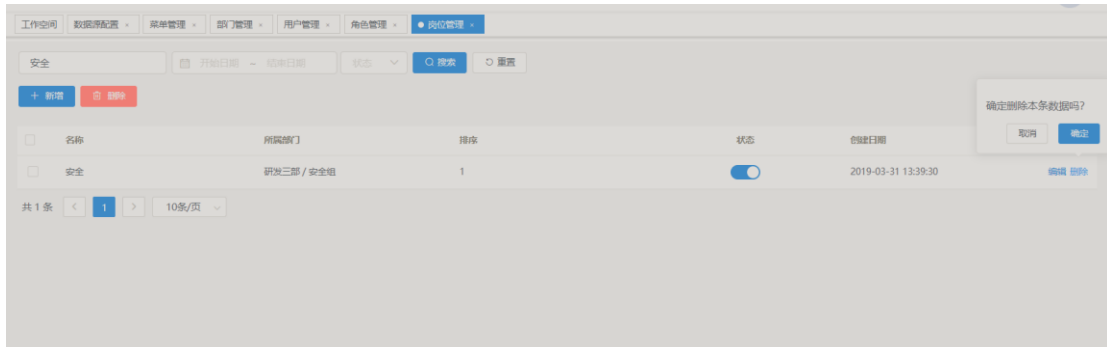 工作空间 数据源配置 × 菜单管理 × 部门管理 × 用户管理 × 角色管理 × 岗位管理 ×
安全 开始日期 – 结束日期 状态 搜索 重置
+ 新增 删除
确定删除本条数据吗?
取消 确定
名称 所属部门 排序 状态 创建日期
安全 研发三部 / 安全组 1 2019-03-31 13:39:30 编辑 删除
共 1 条 < 1 > 10条/页